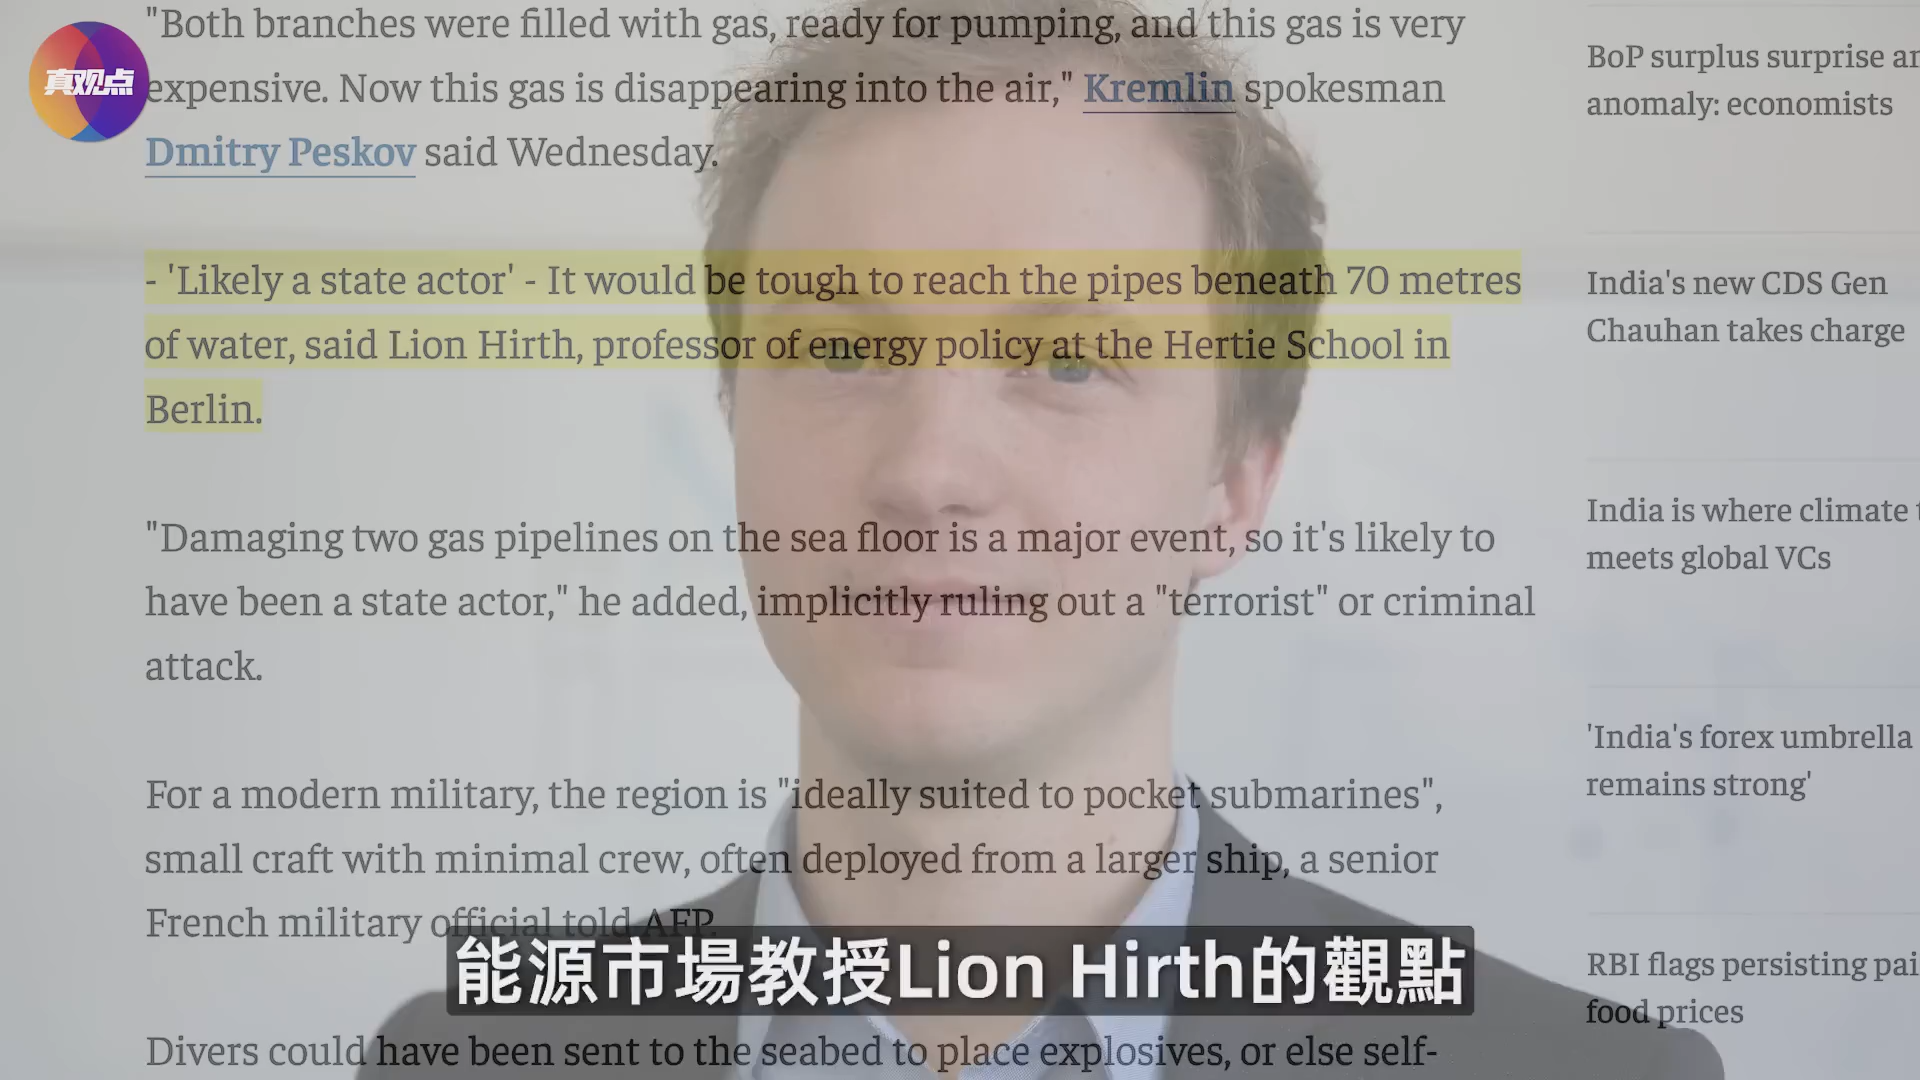 "Both branches were filled with gas, ready for pumping, and this gas is very
expensive. Now this gas is disappearing into the air," Kremlin spokesman
Dmitry Peskov said Wednesday.
- 'Likely a state actor' - It would be tough to reach the pipes beneath 70 metres
of water, said Lion Hirth, professor of energy policy at the Hertie School in
Berlin.
"Damaging two gas pipelines on the sea floor is a major event, so it's likely to
have been a state actor," he added, implicitly ruling out a "terrorist" or criminal
attack.
For a modern military, the region is "ideally suited to pocket submarines",
small craft with minimal crew, often deployed from a larger ship, a senior
French military official told AFP.
Divers could have been sent to the seabed to place explosives, or else self-
真观点
BoP surplus surprise
anomaly: economists
India's new CDS Gen
Chauhan takes charge
India is where climate
meets global VCs
'India's forex umbrella
remains strong'
RBI flags persisting
food prices
能源市場教授Lion Hirth的觀點